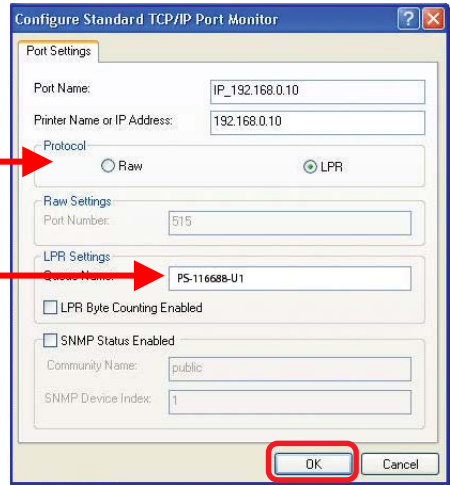 Configure Standard TCP/IP Port Monitor
Port Settings
Port Name:
IP_192.168.0.10
Printer Name or IP Address:
192.168.0.10
Protocol
Raw
LPR
Raw Settings
Port Number:
515
LPR Settings
Queue Name:
PS-116688-U1
LPR Byte Counting Enabled
SNMP Status Enabled
Community Name:
public
SNMP Device Index:
1
OK
Cancel